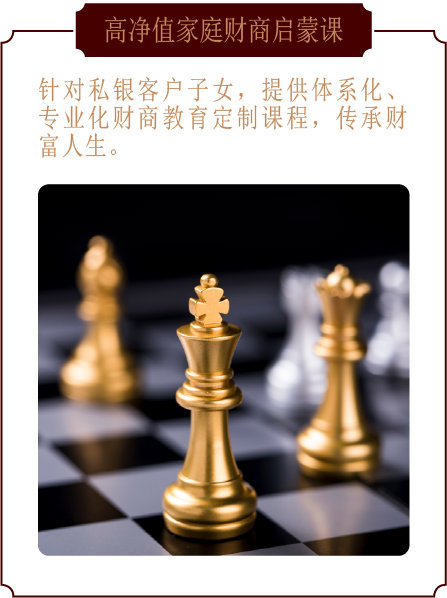 高净值家庭财商启蒙课
针对私银客户子女，提供体系化、
专业化财商教育定制课程，传承财
富人生。